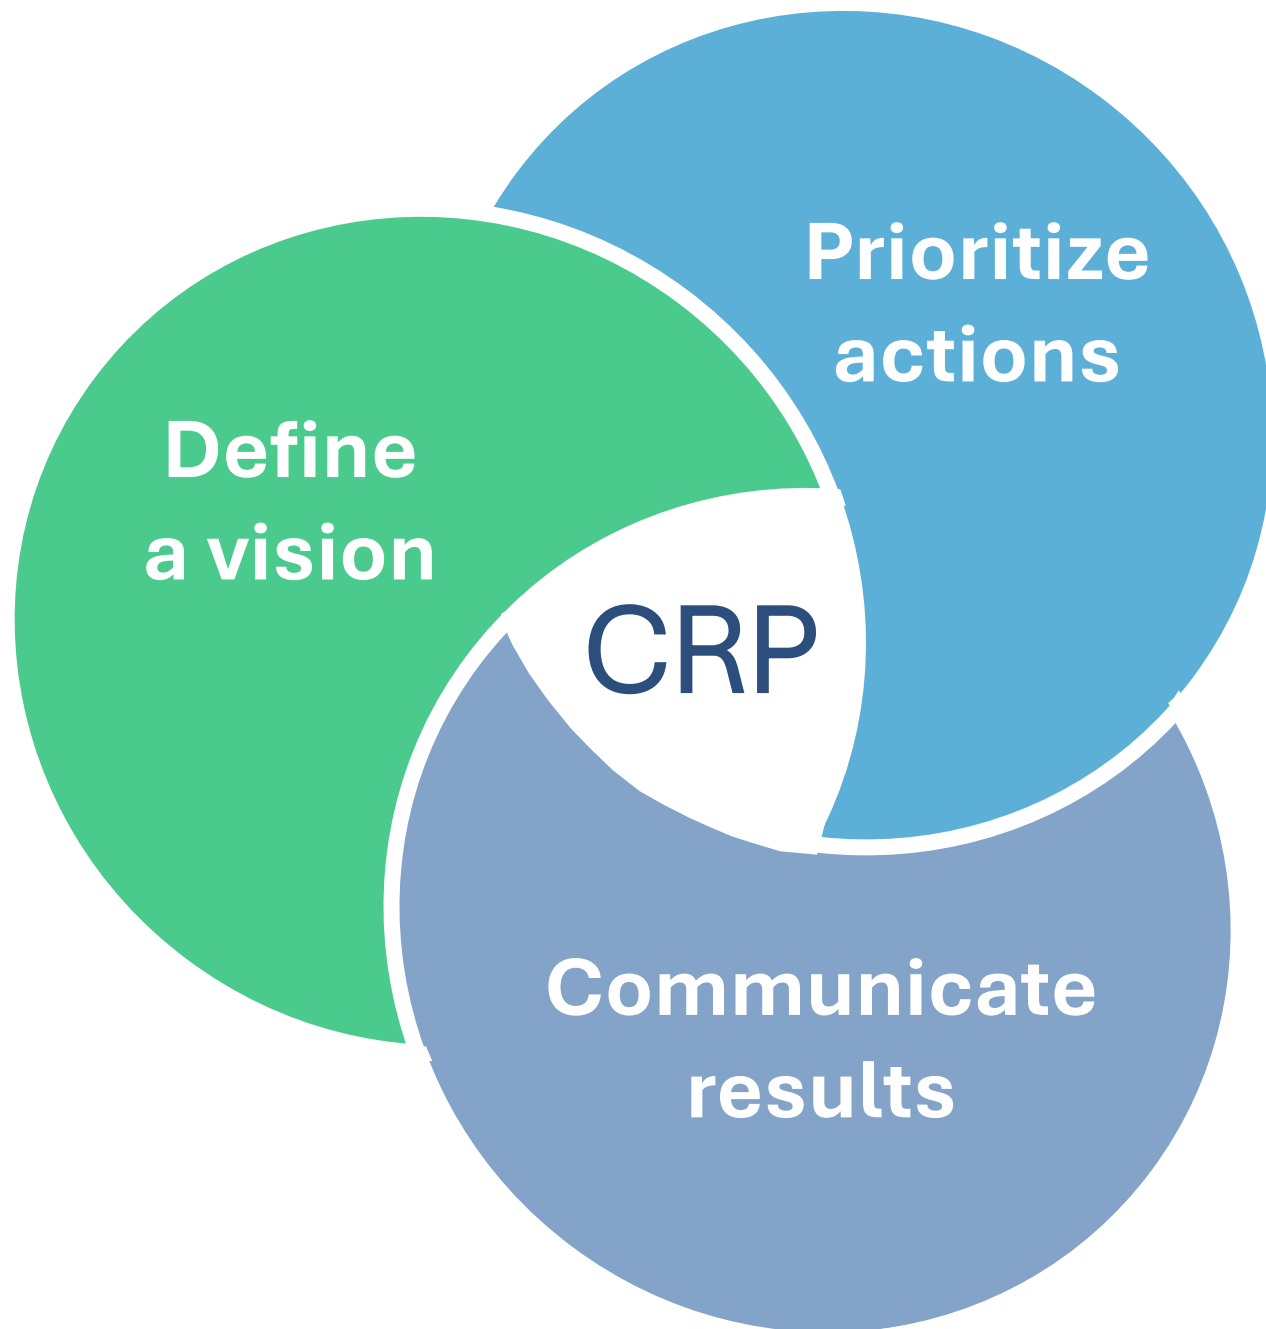 Prioritize
actions
Define
a vision
CRP
Communicate
results